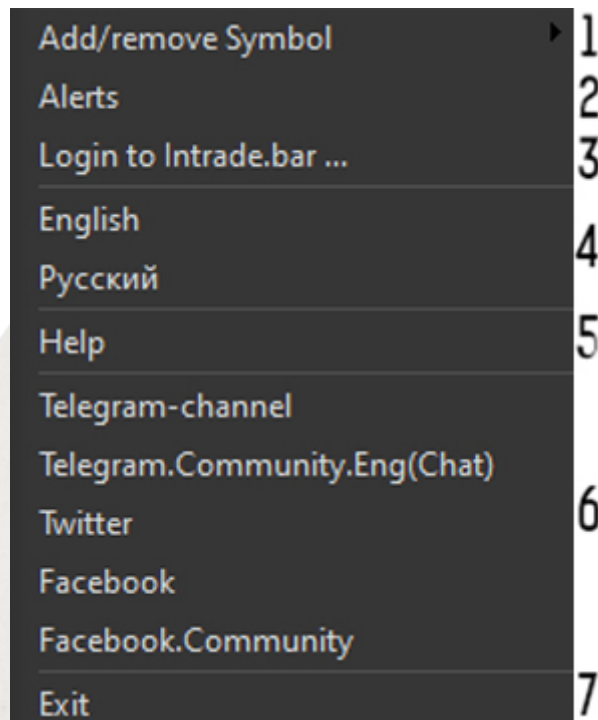 Add/remove Symbol 1
Alerts 2
Login to Intrade.bar ... 3
English
4
Русский
Help 5
Telegram-channel
Telegram.Community.Eng(Chat)
6
Twitter
Facebook
Facebook.Community
Exit 7